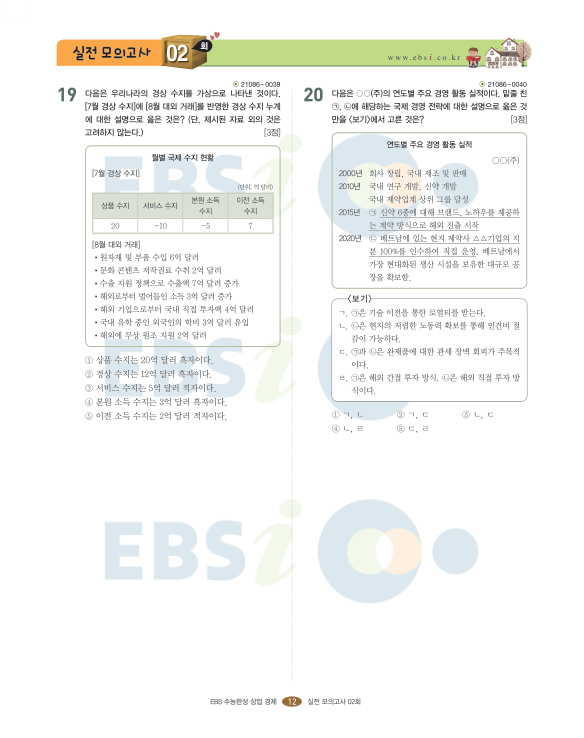 실전 모의고사 02 회
www.ebsi.co.kr
21086-0039
19 다음은 우리나라의 경상 수지를 가상으로 나타낸 것이다.
[7월 경상 수지]에 [8월 대외 거래]를 반영한 경상 수지 누계
에 대한 설명으로 옳은 것은? (단, 제시된 자료 외의 것은
고려하지 않는다.) [3점]
월별 국제 수지 현황
[7월 경상 수지]
(단위: 억 달러)
상품 수지 서비스 수지 본원 소득 수지 이전 소득 수지
20 -10 -5 7
[8월 대외 거래]
• 원자재 및 부품 수입 6억 달러
• 문화 콘텐츠 저작권료 수취 2억 달러
• 수출 지원 정책으로 수출액 7억 달러 증가
• 해외로부터 벌어들인 소득 3억 달러 증가
• 해외 기업으로부터 국내 직접 투자액 4억 달러
• 국내 유학 중인 외국인의 학비 3억 달러 유입
• 해외에 무상 원조 지원 2억 달러
① 상품 수지는 20억 달러 흑자이다.
② 경상 수지는 12억 달러 흑자이다.
③ 서비스 수지는 5억 달러 적자이다.
④ 본원 소득 수지는 3억 달러 흑자이다.
⑤ 이전 소득 수지는 2억 달러 적자이다.
21086-0040
20 다음은 ○○(주)의 연도별 주요 경영 활동 실적이다. 밑줄 친
㉠, ㉡에 해당하는 국제 경영 전략에 대한 설명으로 옳은 것
만을 <보기>에서 고른 것은? [3점]
연도별 주요 경영 활동 실적
○○(주)
2000년 회사 창립, 국내 제조 및 판매
2010년 국내 연구 개발, 신약 개발
국내 제약업계 상위 그룹 달성
2015년 ㉠ 신약 6종에 대해 브랜드, 노하우를 제공하
는 계약 방식으로 해외 진출 시작
2020년 ㉡ 베트남에 있는 현지 제약사 △△기업의 지
분 100%를 인수하여 직접 운영, 베트남에서
가장 현대화된 생산 시설을 보유한 대규모 공
장을 확보함.
<보기>
ㄱ. ㉠은 기술 이전을 통한 로열티를 받는다.
ㄴ. ㉡은 현지의 저렴한 노동력 확보를 통해 인건비 절
감이 가능하다.
ㄷ. ㉠과 ㉡은 완제품에 대한 관세 장벽 회피가 주목적
이다.
ㄹ. ㉠은 해외 간접 투자 방식, ㉡은 해외 직접 투자 방
식이다.
① ㄱ, ㄴ ② ㄱ, ㄷ ③ ㄴ, ㄷ
④ ㄴ, ㄹ ⑤ ㄷ, ㄹ
EBSi
EBSi
EBS 수능완성 상업 경제 12 실전 모의고사 02회